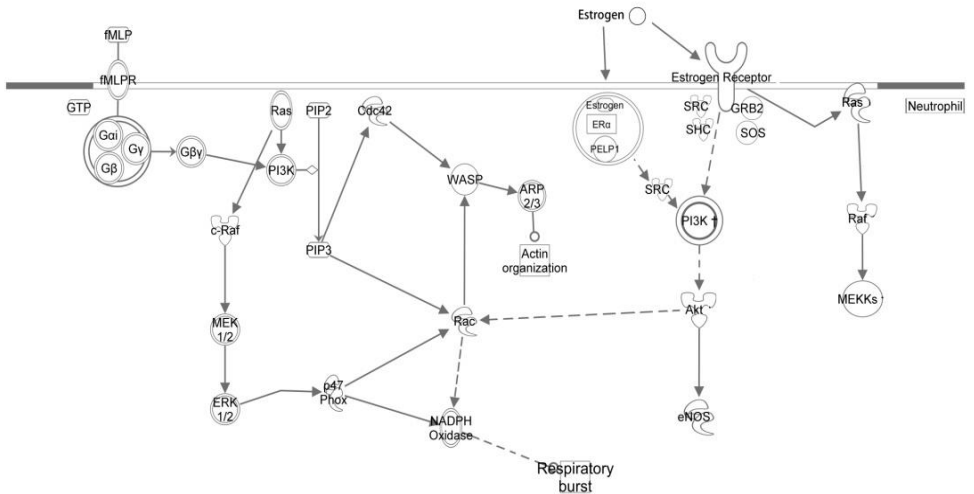 Estrogen
fMLP
fMLPR
Estrogen Receptor
GTP
Ras
PIP2
Cdc42
Estrogen
ERα
PELP1
SRC
GRB2
SHC
SOS
Ras
Neutrophil
Gαi
Gγ
Gβ
Gβγ
PI3K
WASP
ARP
2/3
SRC
PI3K
c-Raf
PIP3
Actin
organization
Raf
MEKKs
MEK
1/2
Rac
Akt
ERK
1/2
p47
Phox
NADPH
Oxidase
eNOS
Respiratory
burst